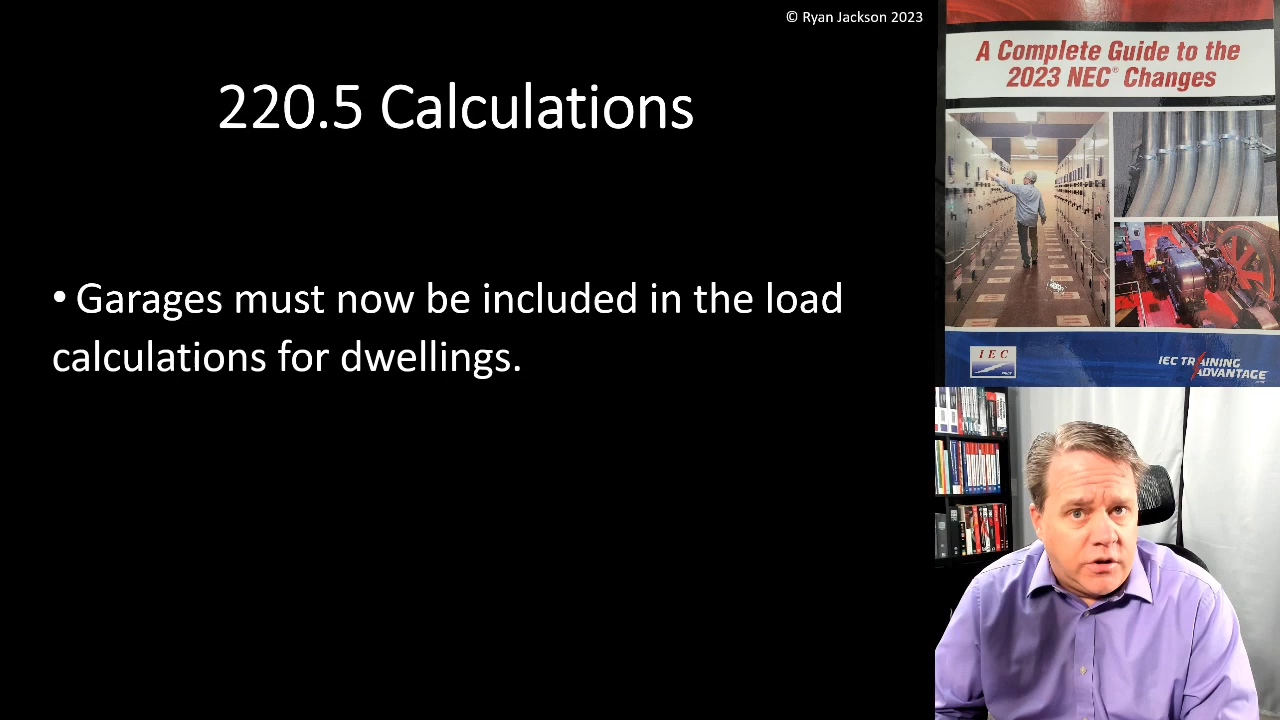 © Ryan Jackson 2023
220.5 Calculations
• Garages must now be included in the load
calculations for dwellings.
A Complete Guide to the
2023 NEC® Changes
IEC
IEC TRAINING
ADVANTAGE